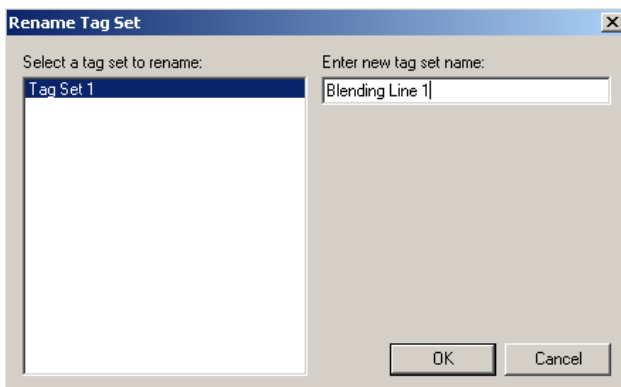 Rename Tag Set
Select a tag set to rename:
Enter new tag set name:
Tag Set 1
Blending Line 1
OK
Cancel